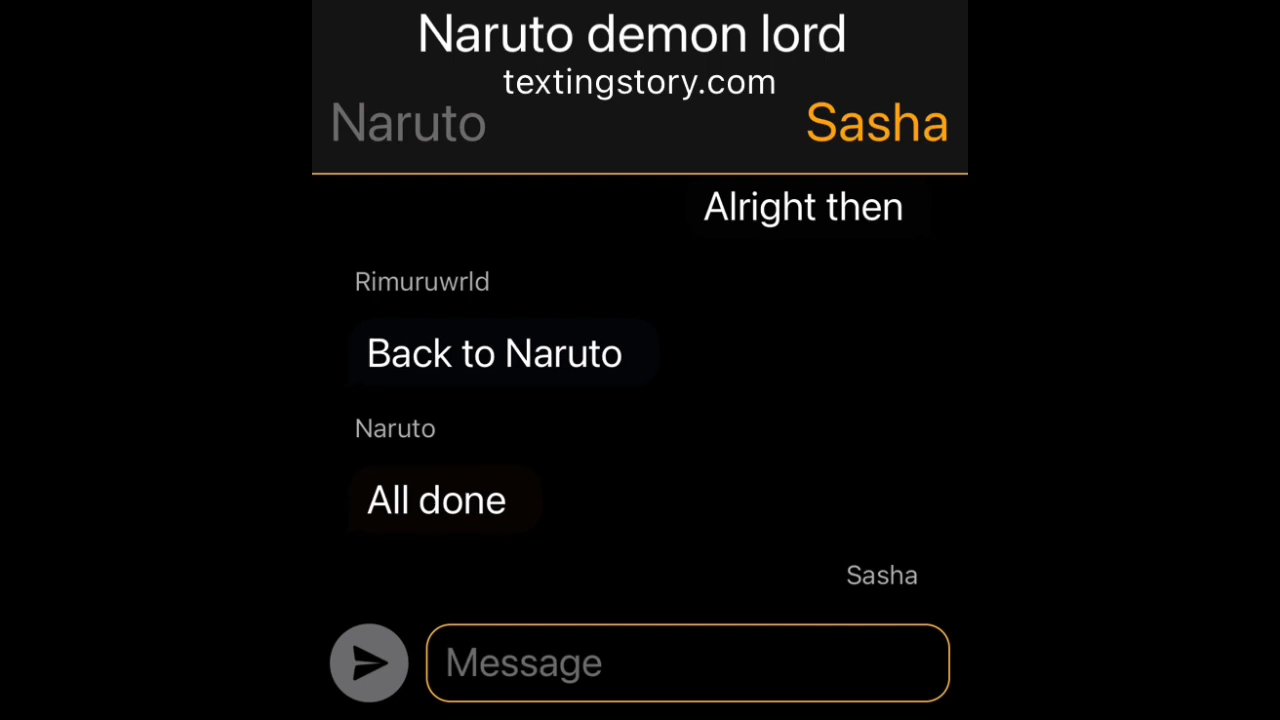 Naruto demon lord
textingstory.com
Naruto
Sasha
Alright then
Rimuruwrld
Back to Naruto
Naruto
All done
Sasha
Message